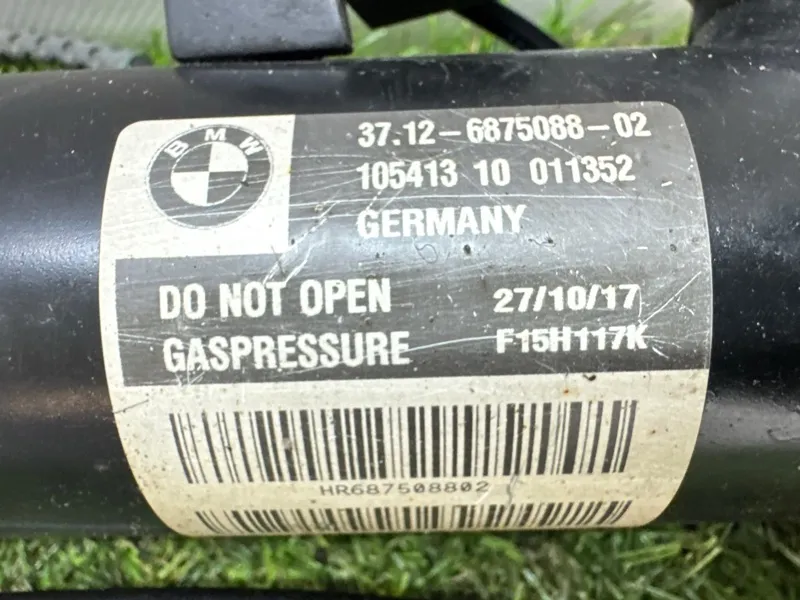 BMW
37.12-6875088-02
105413 10 011352
GERMANY
DO NOT OPEN 27/10/17
GASPRESSURE F15H117K
HR687508802